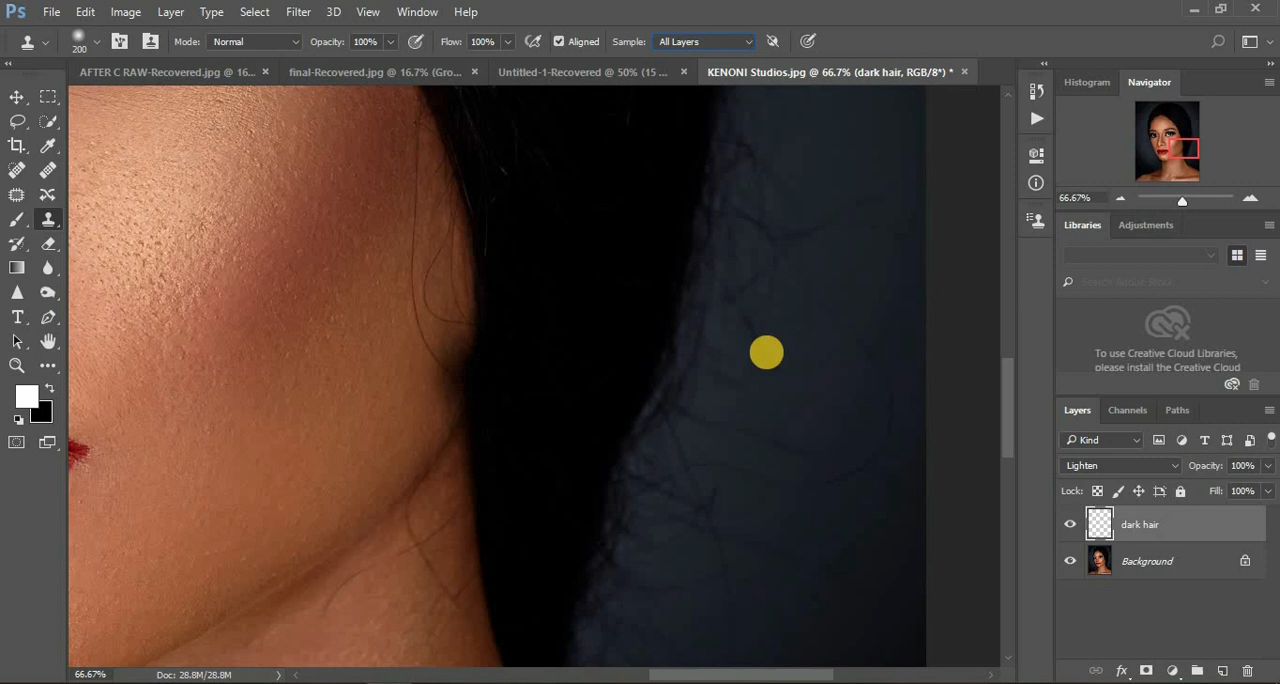 Ps File Edit Image Layer Type Select Filter 3D View Window Help
200 Mode: Normal Opacity: 100% Flow: 100% Aligned Sample: All Layers
AFTER C RAW-Recovered.jpg @ 16... × final-Recovered.jpg @ 16.7% (Gro... × Untitled-1-Recovered @ 50% (15 ... × KENONI Studios.jpg @ 66.7% (dark hair, RGB/8*) * ×
Histogram Navigator
66.67%
Libraries Adjustments
Search Adobe Stock
To use Creative Cloud Libraries,
please install the Creative Cloud
Layers Channels Paths
Kind
Lighten Opacity: 100%
Lock: Fill: 100%
dark hair
Background
66.67% Doc: 28.8M/28.8M